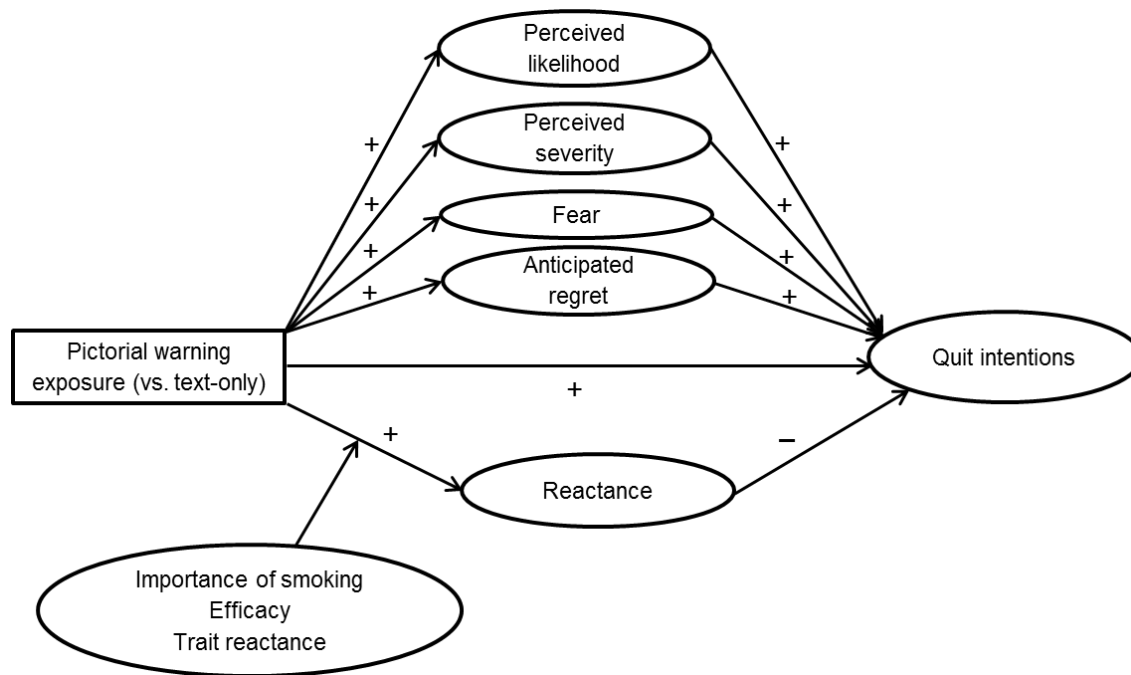 Perceived
likelihood
+
+
Perceived
severity
+
+
+
Fear
+
+
Anticipated
regret
+
Pictorial warning
exposure (vs. text-only)
+
Quit intentions
+
–
Reactance
Importance of smoking
Efficacy
Trait reactance